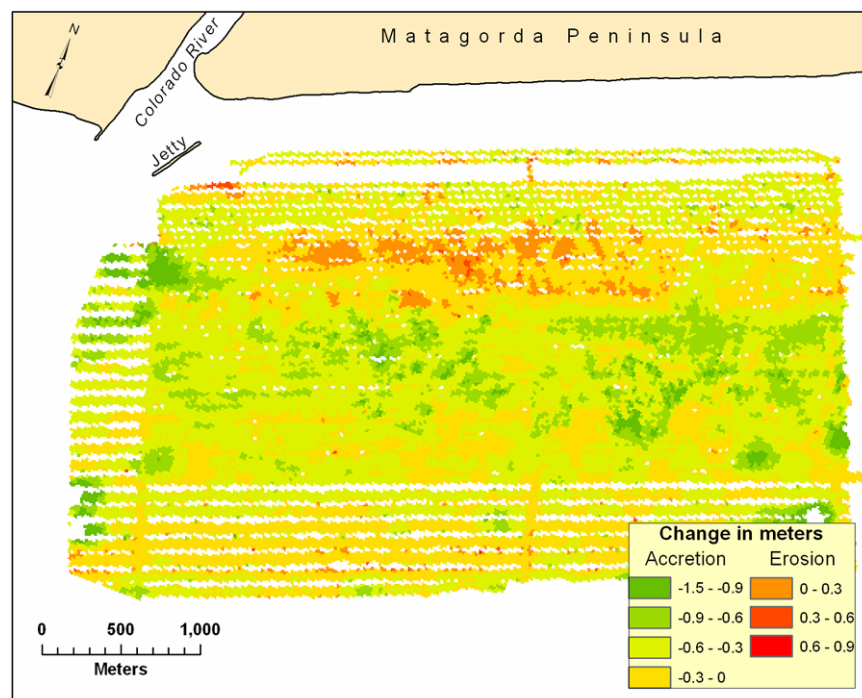 Matagorda Peninsula
N
Colorado River
Jetty
Change in meters
Accretion Erosion
-1.5 - -0.9 0 - 0.3
-0.9 - -0.6 0.3 - 0.6
-0.6 - -0.3 0.6 - 0.9
-0.3 - 0
0 500 1,000
Meters